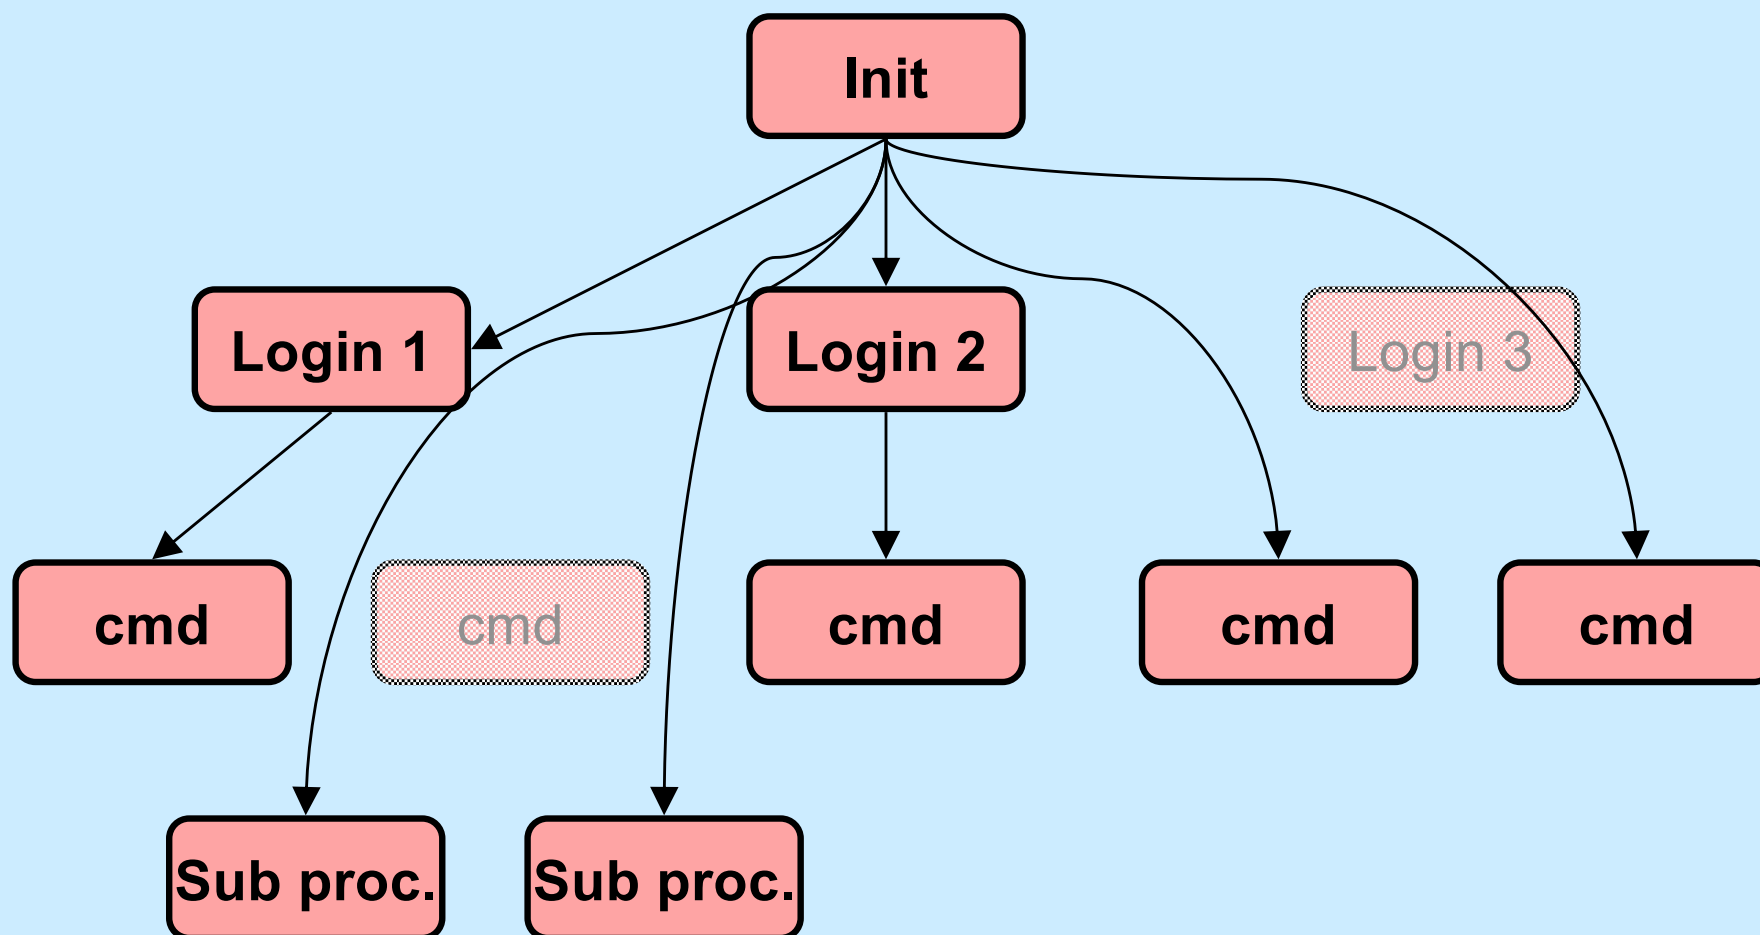 Init
Login 1
Login 2
Login 3
cmd
cmd
cmd
cmd
cmd
Sub proc.
Sub proc.